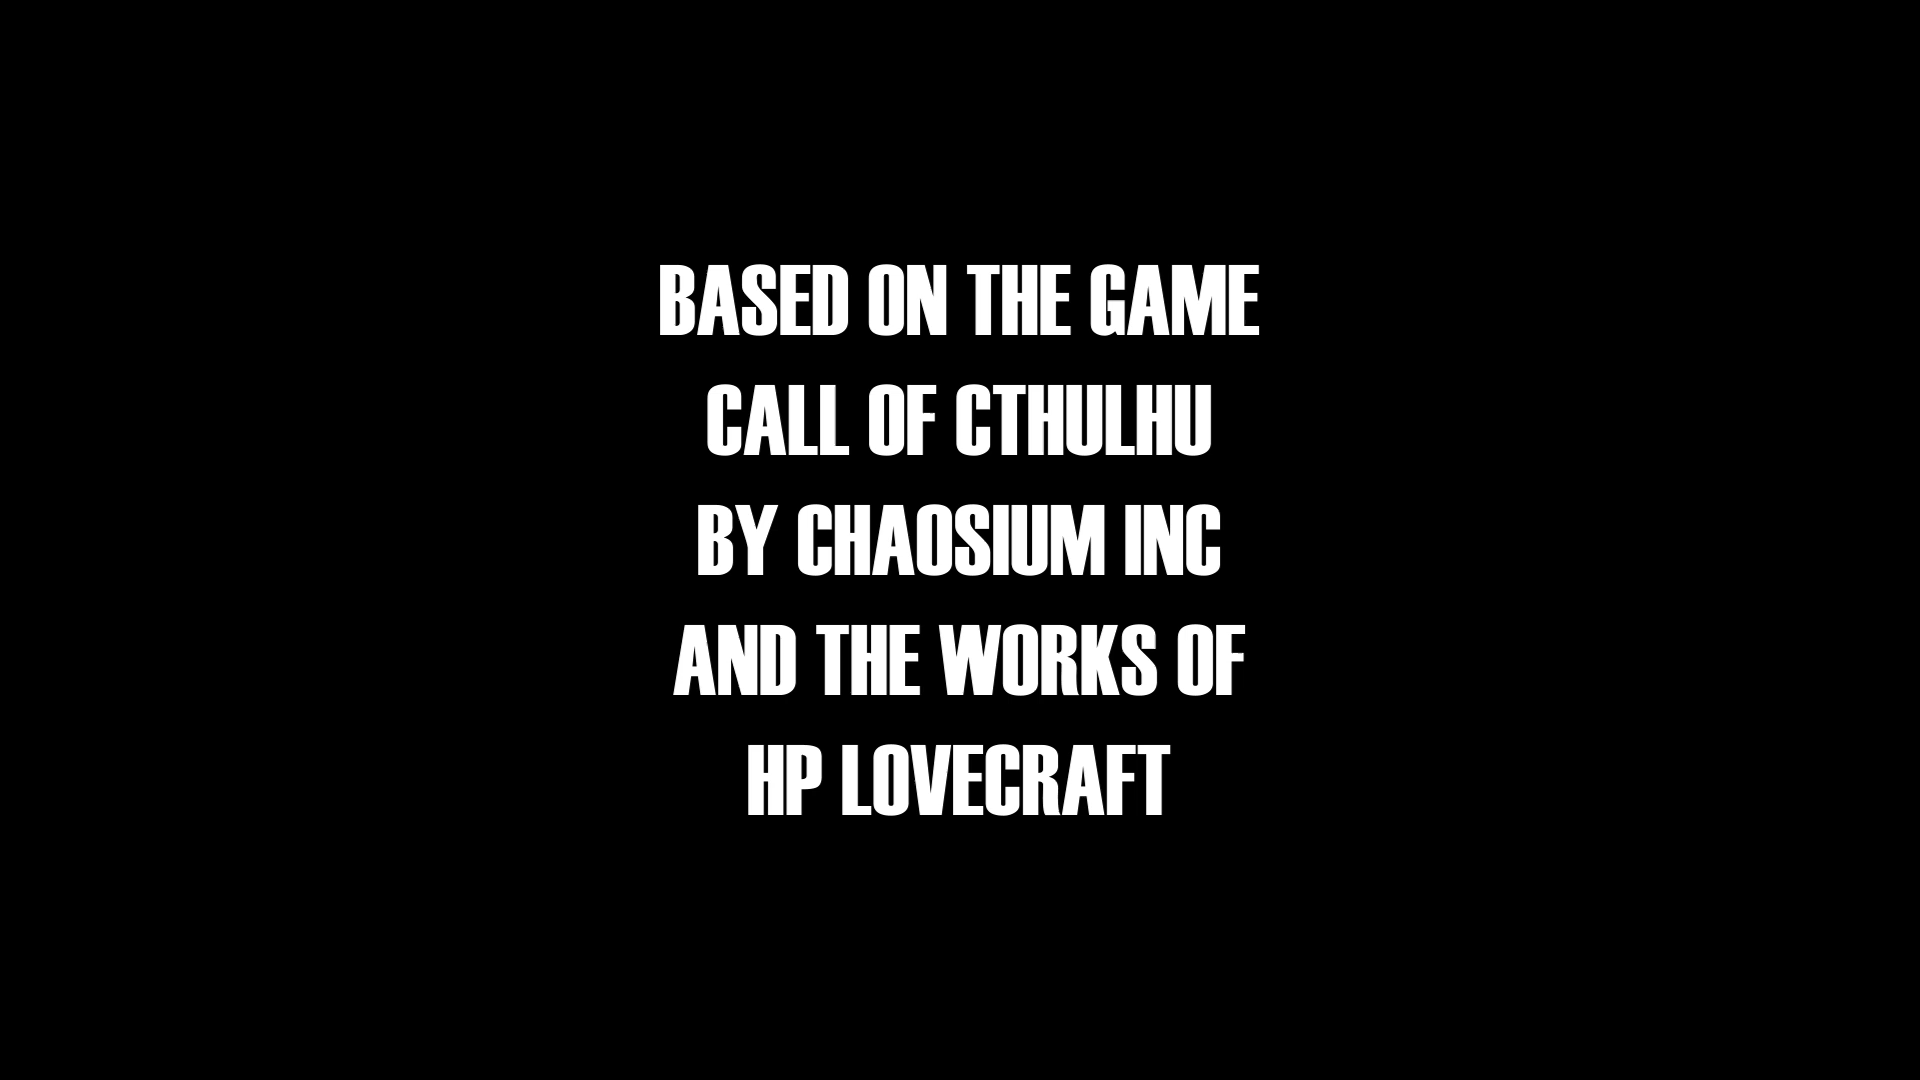 BASED ON THE GAME
CALL OF CTHULHU
BY CHAOSIUM INC
AND THE WORKS OF
HP LOVECRAFT